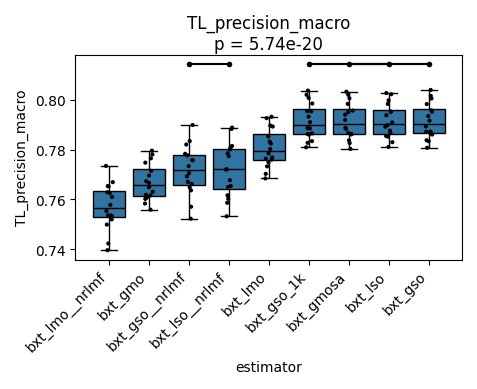 TL_precision_macro
p = 5.74e-20
TL_precision_macro
0.80
0.78
0.76
0.74
bxt_lmo__nrlmf
bxt_gmo
bxt_gso__nrlmf
bxt_lso__nrlmf
bxt_lmo
bxt_gso_1k
bxt_gmosa
bxt_lso
bxt_gso
estimator